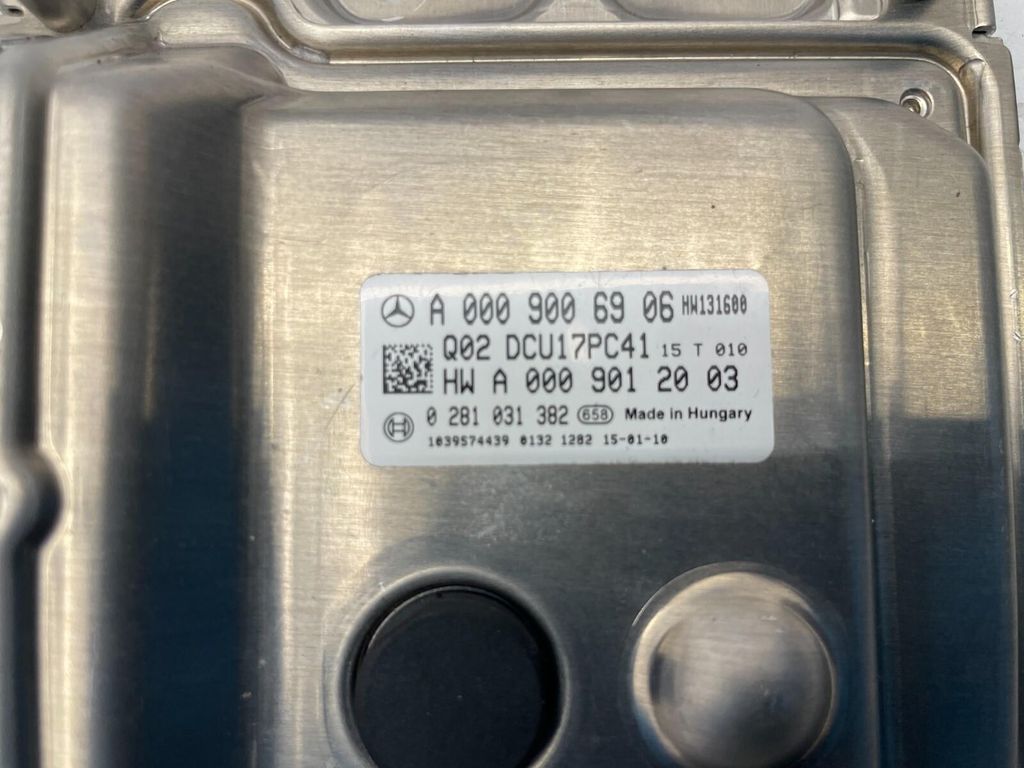 A 000 900 69 06 HW131600
Q02 DCU17PC41 15 T 010
HW A 000 901 20 03
0 281 031 382 658 Made in Hungary
1039574439 0132 1282 15-01-10